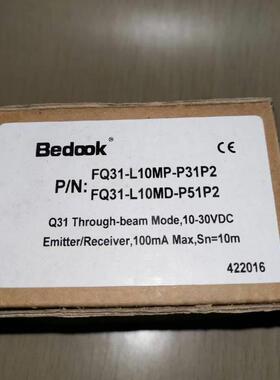 Bedook®
CE
P/N: FQ31-L10MP-P31P2
FQ31-L10MD-P51P2
Q31 Through-beam Mode,10-30VDC
Emitter/Receiver,100mA Max,Sn=10m
422016